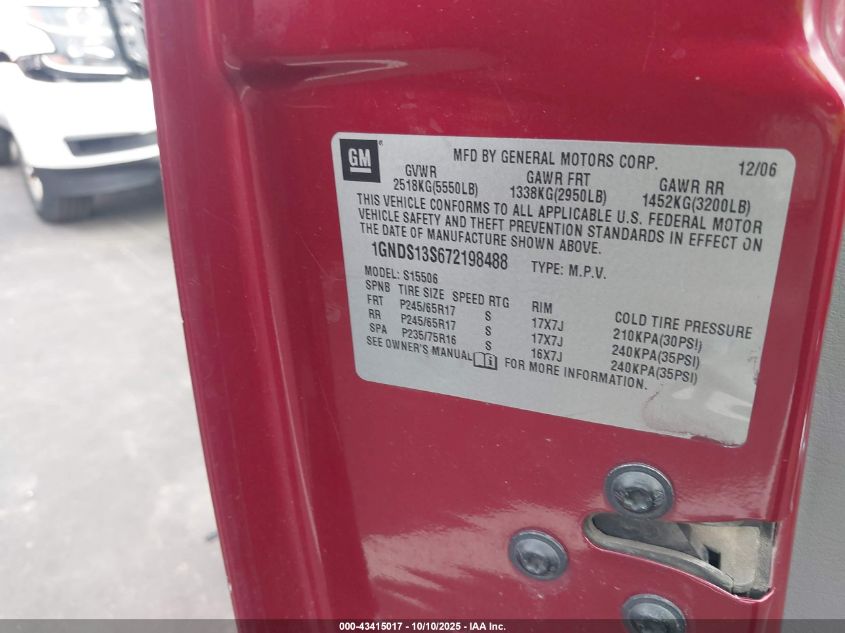 GM
MFD BY GENERAL MOTORS CORP. 12/06
GVWR GAWR FRT GAWR RR
2518KG(5550LB) 1338KG(2950LB) 1452KG(3200LB)
THIS VEHICLE CONFORMS TO ALL APPLICABLE U.S. FEDERAL MOTOR
VEHICLE SAFETY AND THEFT PREVENTION STANDARDS IN EFFECT ON
THE DATE OF MANUFACTURE SHOWN ABOVE.
1GNDS13S672198488 TYPE: M.P.V.
MODEL: S15506
SPNB TIRE SIZE SPEED RTG RIM COLD TIRE PRESSURE
FRT P245/65R17 S 17X7J 210KPA(30PSI)
RR P245/65R17 S 17X7J 240KPA(35PSI)
SPA P235/75R16 S 16X7J 240KPA(35PSI)
SEE OWNER'S MANUAL FOR MORE INFORMATION.
000-43415017 | 10/10/2025 - IAA Inc.